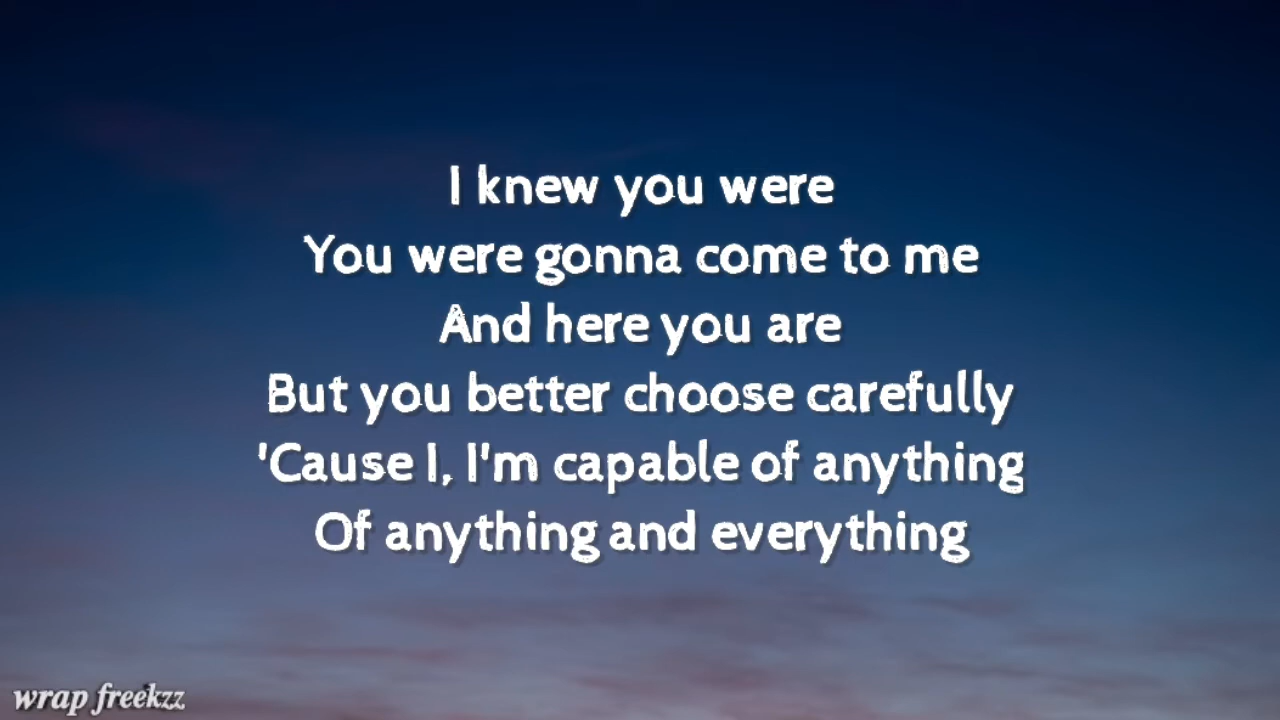 I knew you were
You were gonna come to me
And here you are
But you better choose carefully
'Cause I, I'm capable of anything
Of anything and everything
wrap freekzz